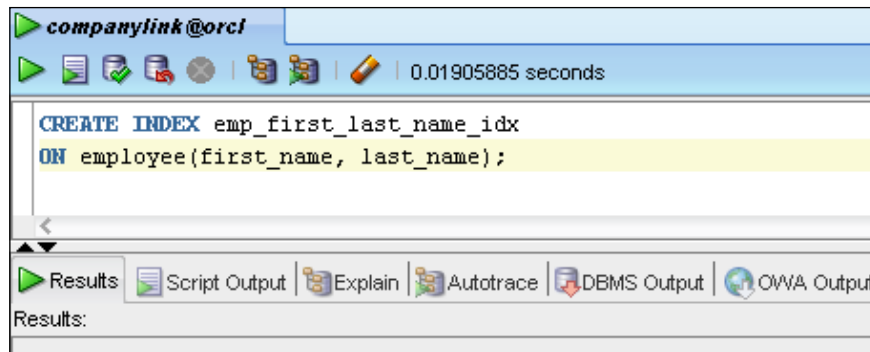 companylink@orcl
0.01905885 seconds
CREATE INDEX emp_first_last_name_idx
ON employee(first_name, last_name);
Results Script Output Explain Autotrace DBMS Output OWA Output
Results: